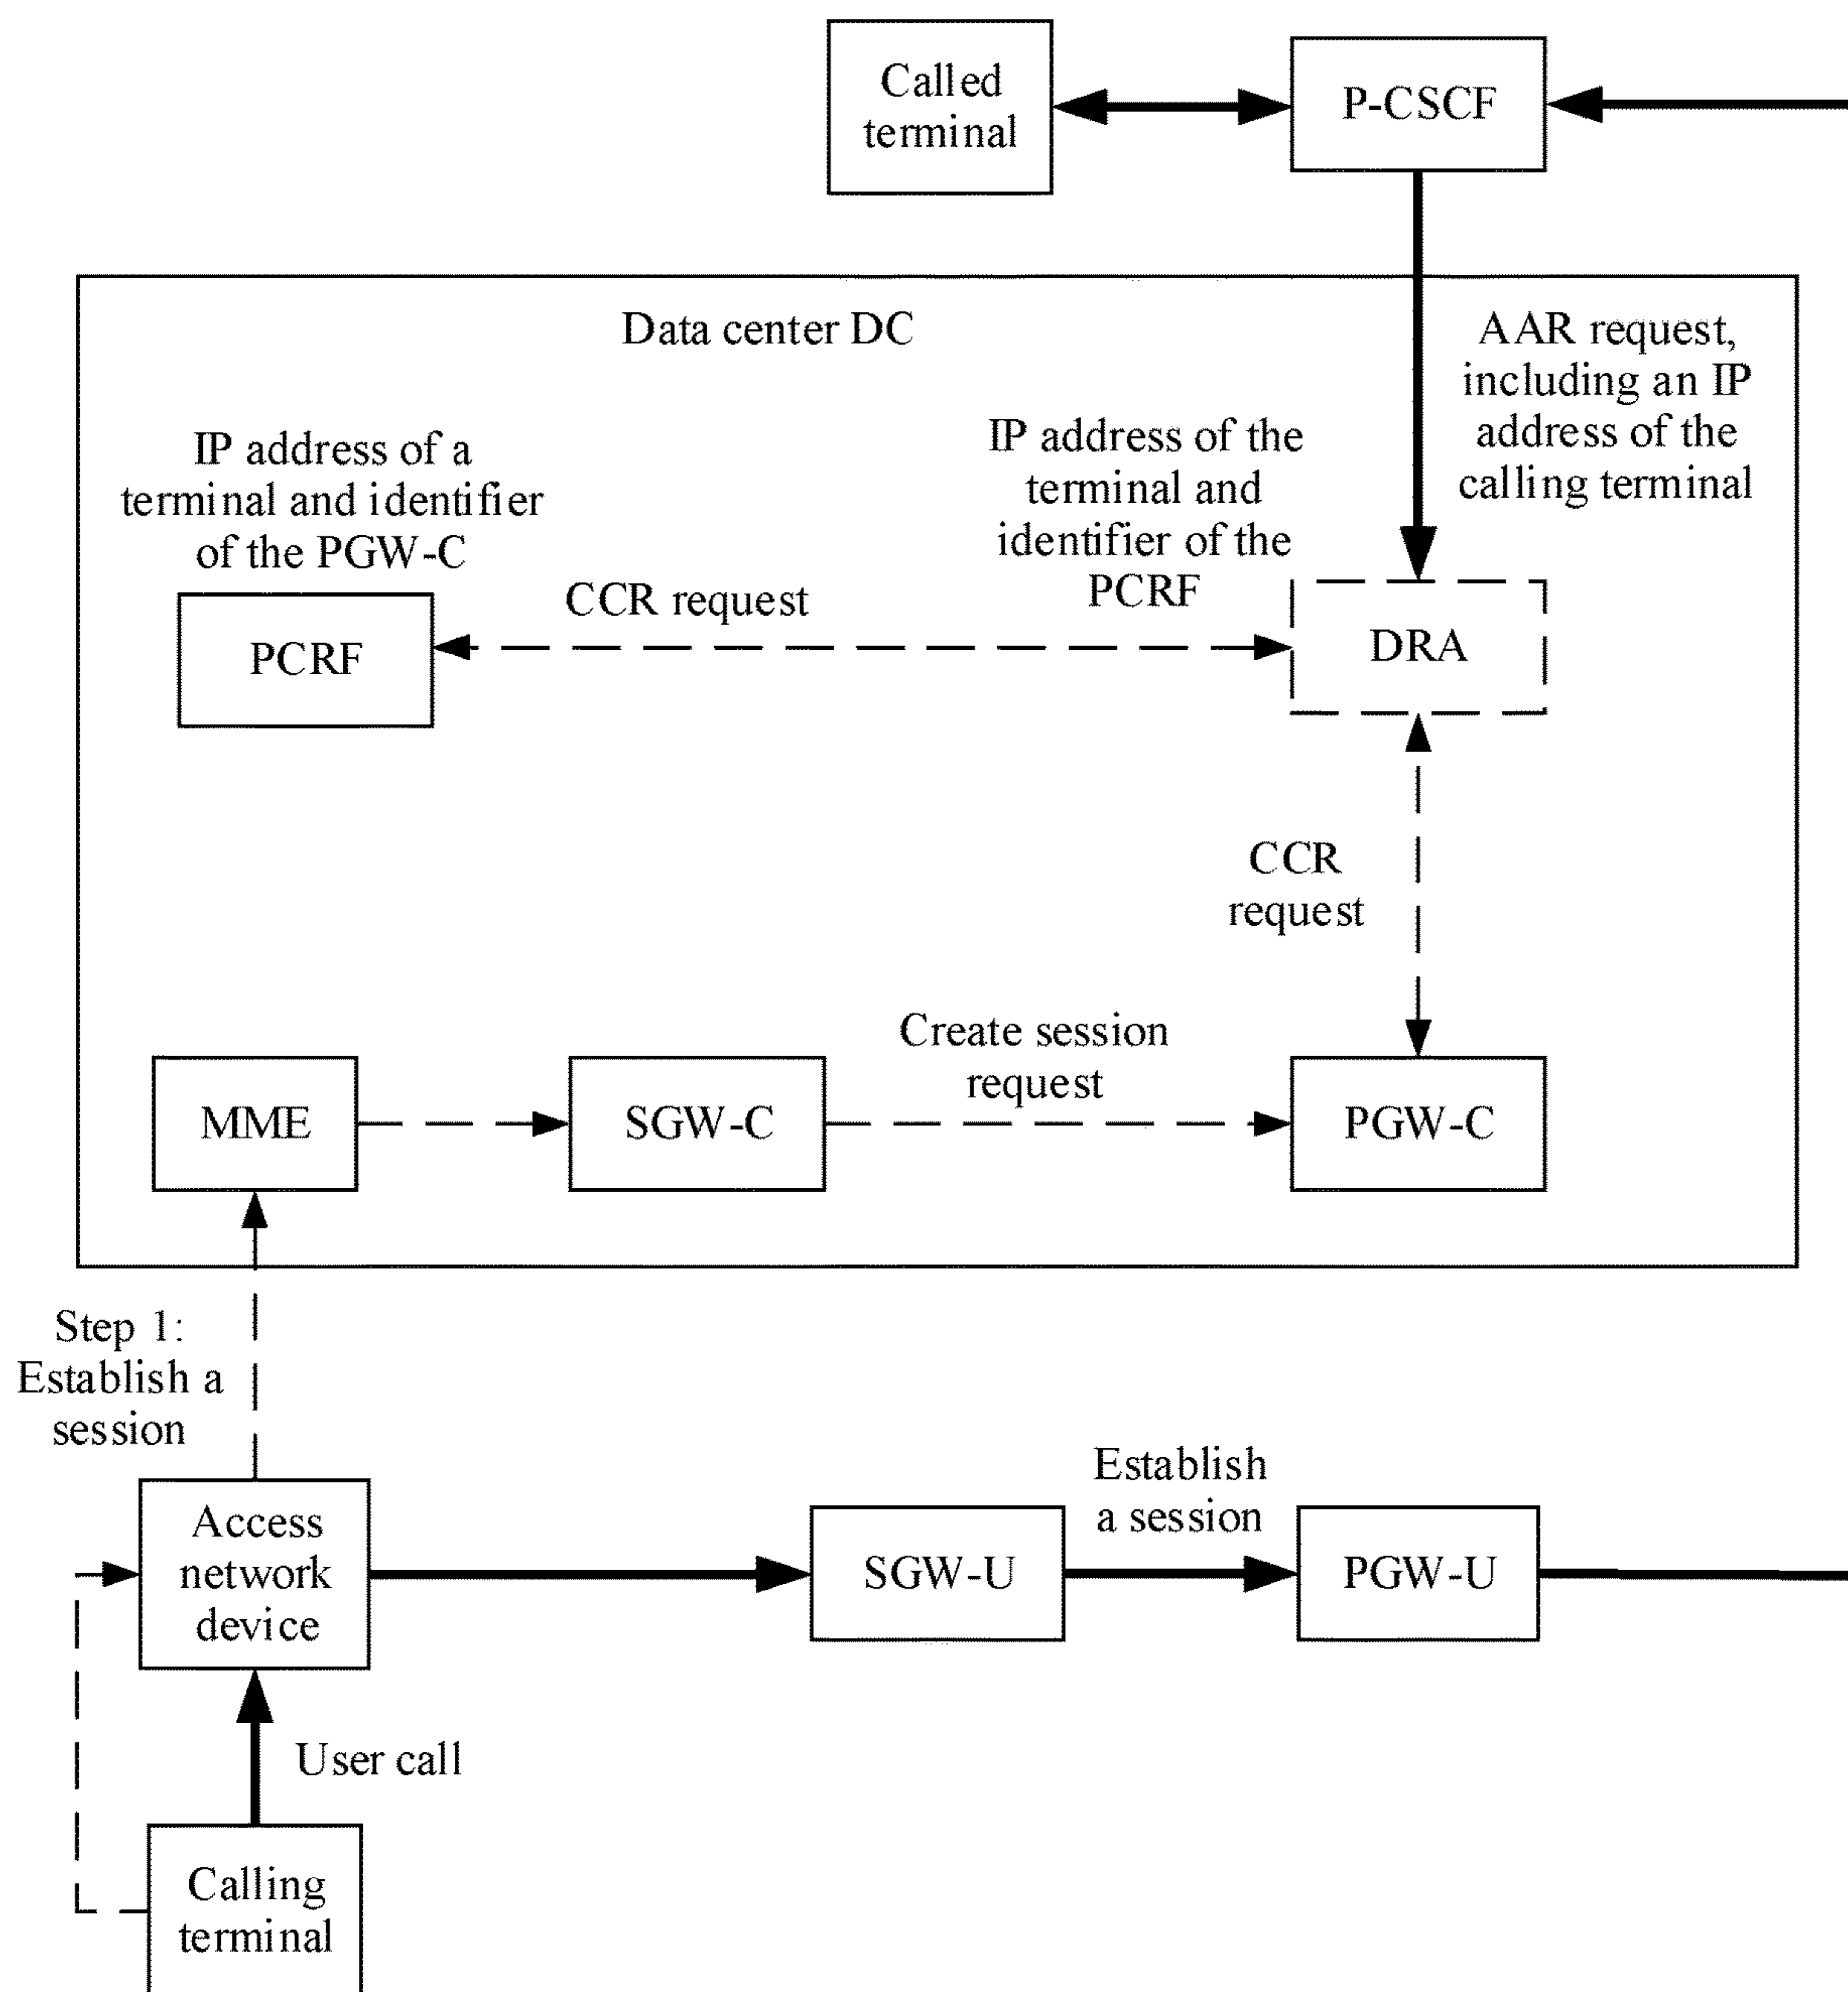 Called
terminal
P-CSCF
Data center DC
AAR request,
including an IP
address of the
calling terminal
IP address of a
terminal and identifier
of the PGW-C
IP address of the
terminal and
identifier of the
PCRF
CCR request
PCRF
DRA
CCR
request
Create session
request
MME
SGW-C
PGW-C
Step 1:
Establish a
session
Access
network
device
SGW-U
Establish
a session
PGW-U
User call
Calling
terminal